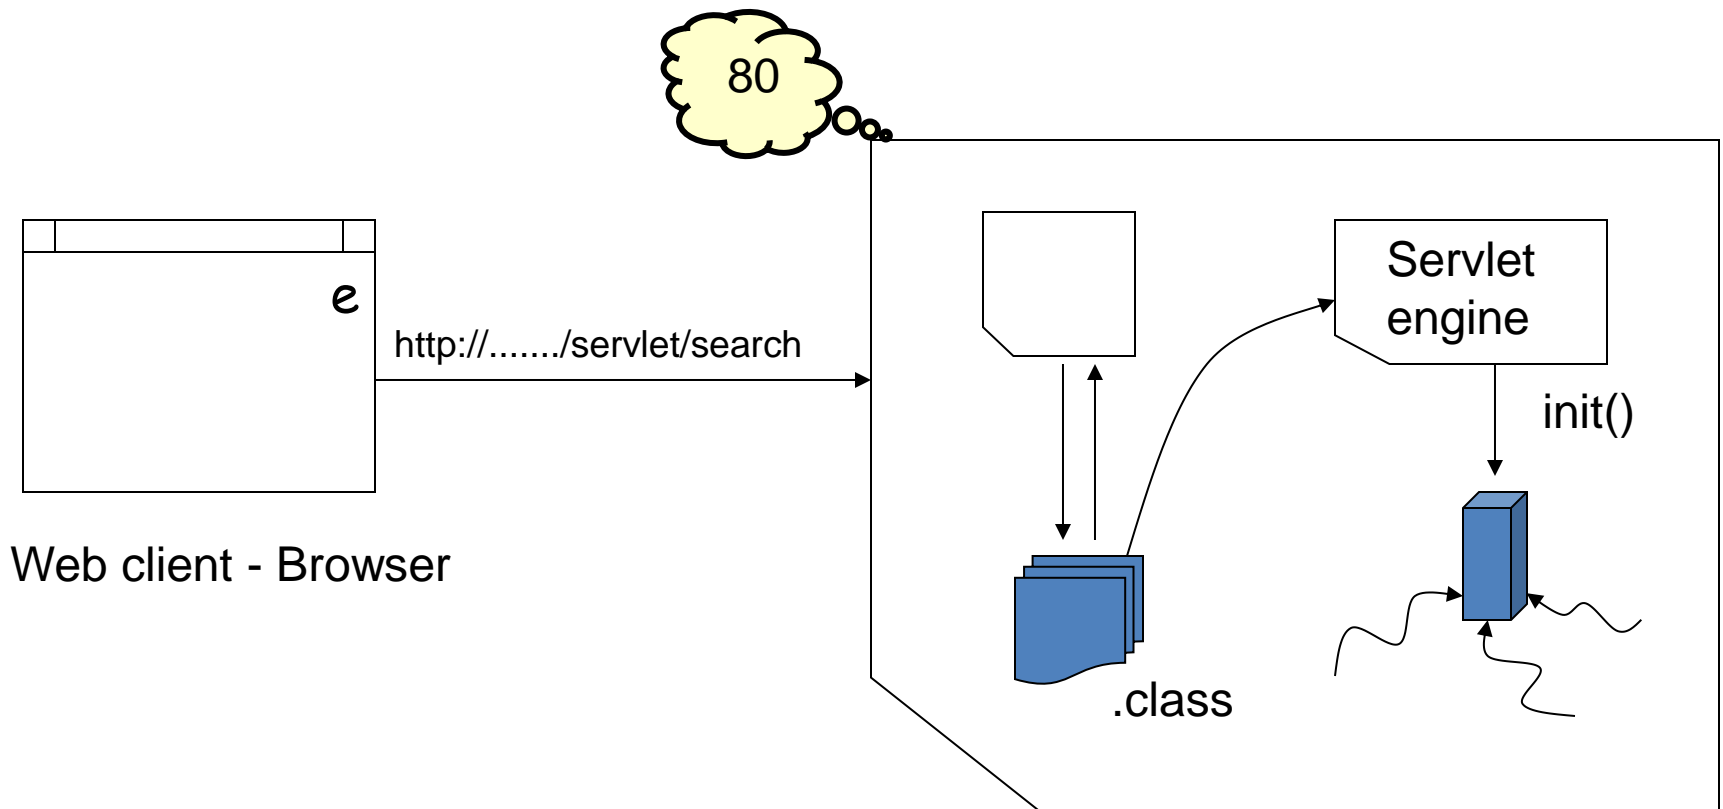 80
e
http://......./servlet/search
Servlet
engine
init()
Web client - Browser
.class